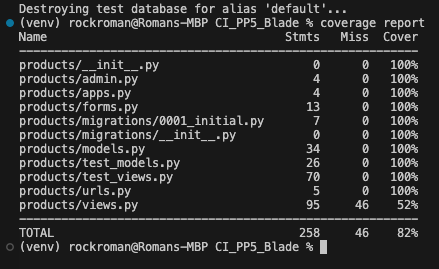 Destroying test database for alias 'default'...
(venv) rockroman@Romans-MBP CI_PP5_Blade % coverage report
Name Stmts Miss Cover
products/__init__.py 0 0 100%
products/admin.py 4 0 100%
products/apps.py 4 0 100%
products/forms.py 13 0 100%
products/migrations/0001_initial.py 7 0 100%
products/migrations/__init__.py 0 0 100%
products/models.py 34 0 100%
products/test_models.py 26 0 100%
products/test_views.py 70 0 100%
products/urls.py 5 0 100%
products/views.py 95 46 52%
TOTAL 258 46 82%
(venv) rockroman@Romans-MBP CI_PP5_Blade %